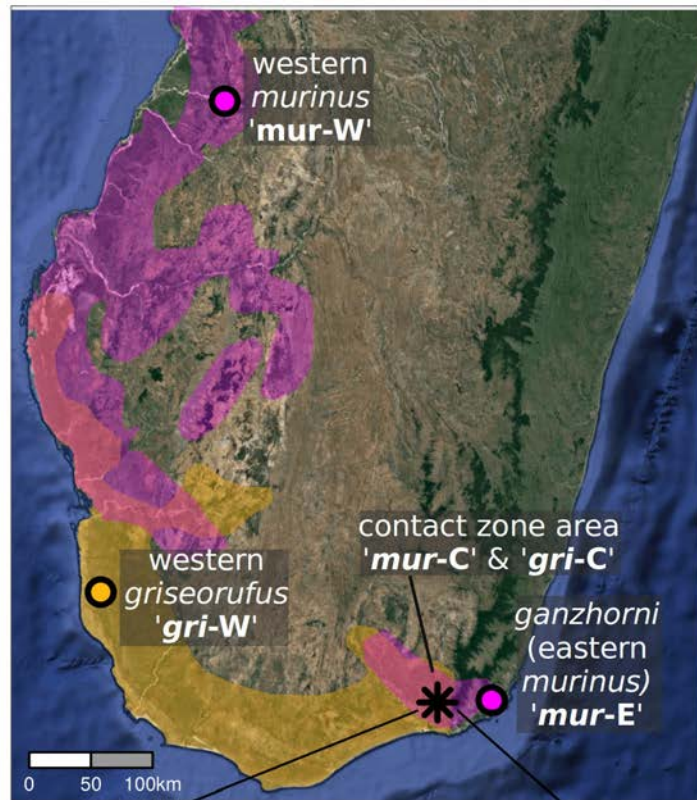 western
murinus
'mur-W'
contact zone area
'mur-C' & 'gri-C'
western
griseorufus
'gri-W'
ganzhorni
(eastern
murinus)
'mur-E'
0 50 100km